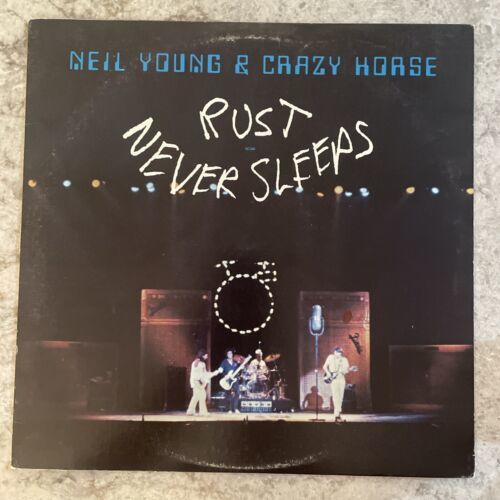 NEIL YOUNG & CRAZY HORSE
RUST
NEVER SLEEPS